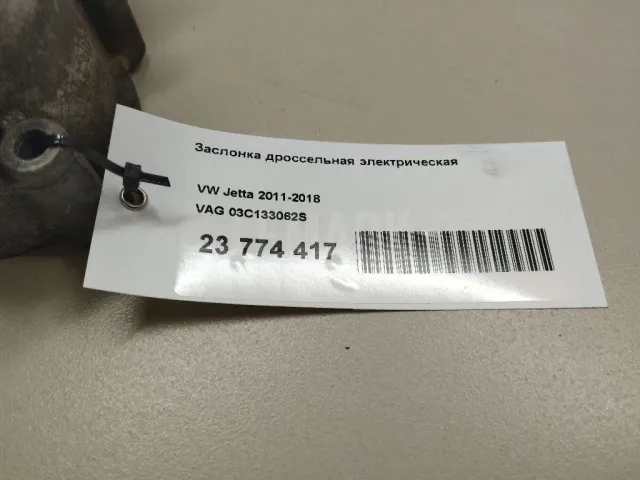 Заслонка дроссельная электрическая
VW Jetta 2011-2018
VAG 03C133062S
23 774 417